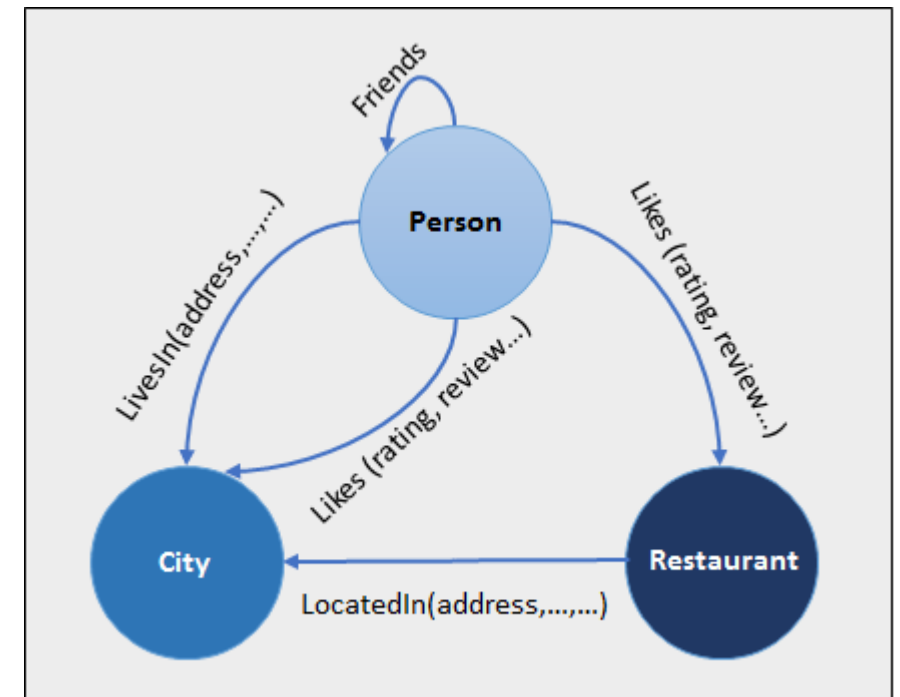 Friends
Person
LivesIn(address,...,...)
Likes (rating, review...)
Likes (rating, review...)
City
Restaurant
LocatedIn(address,...,...)